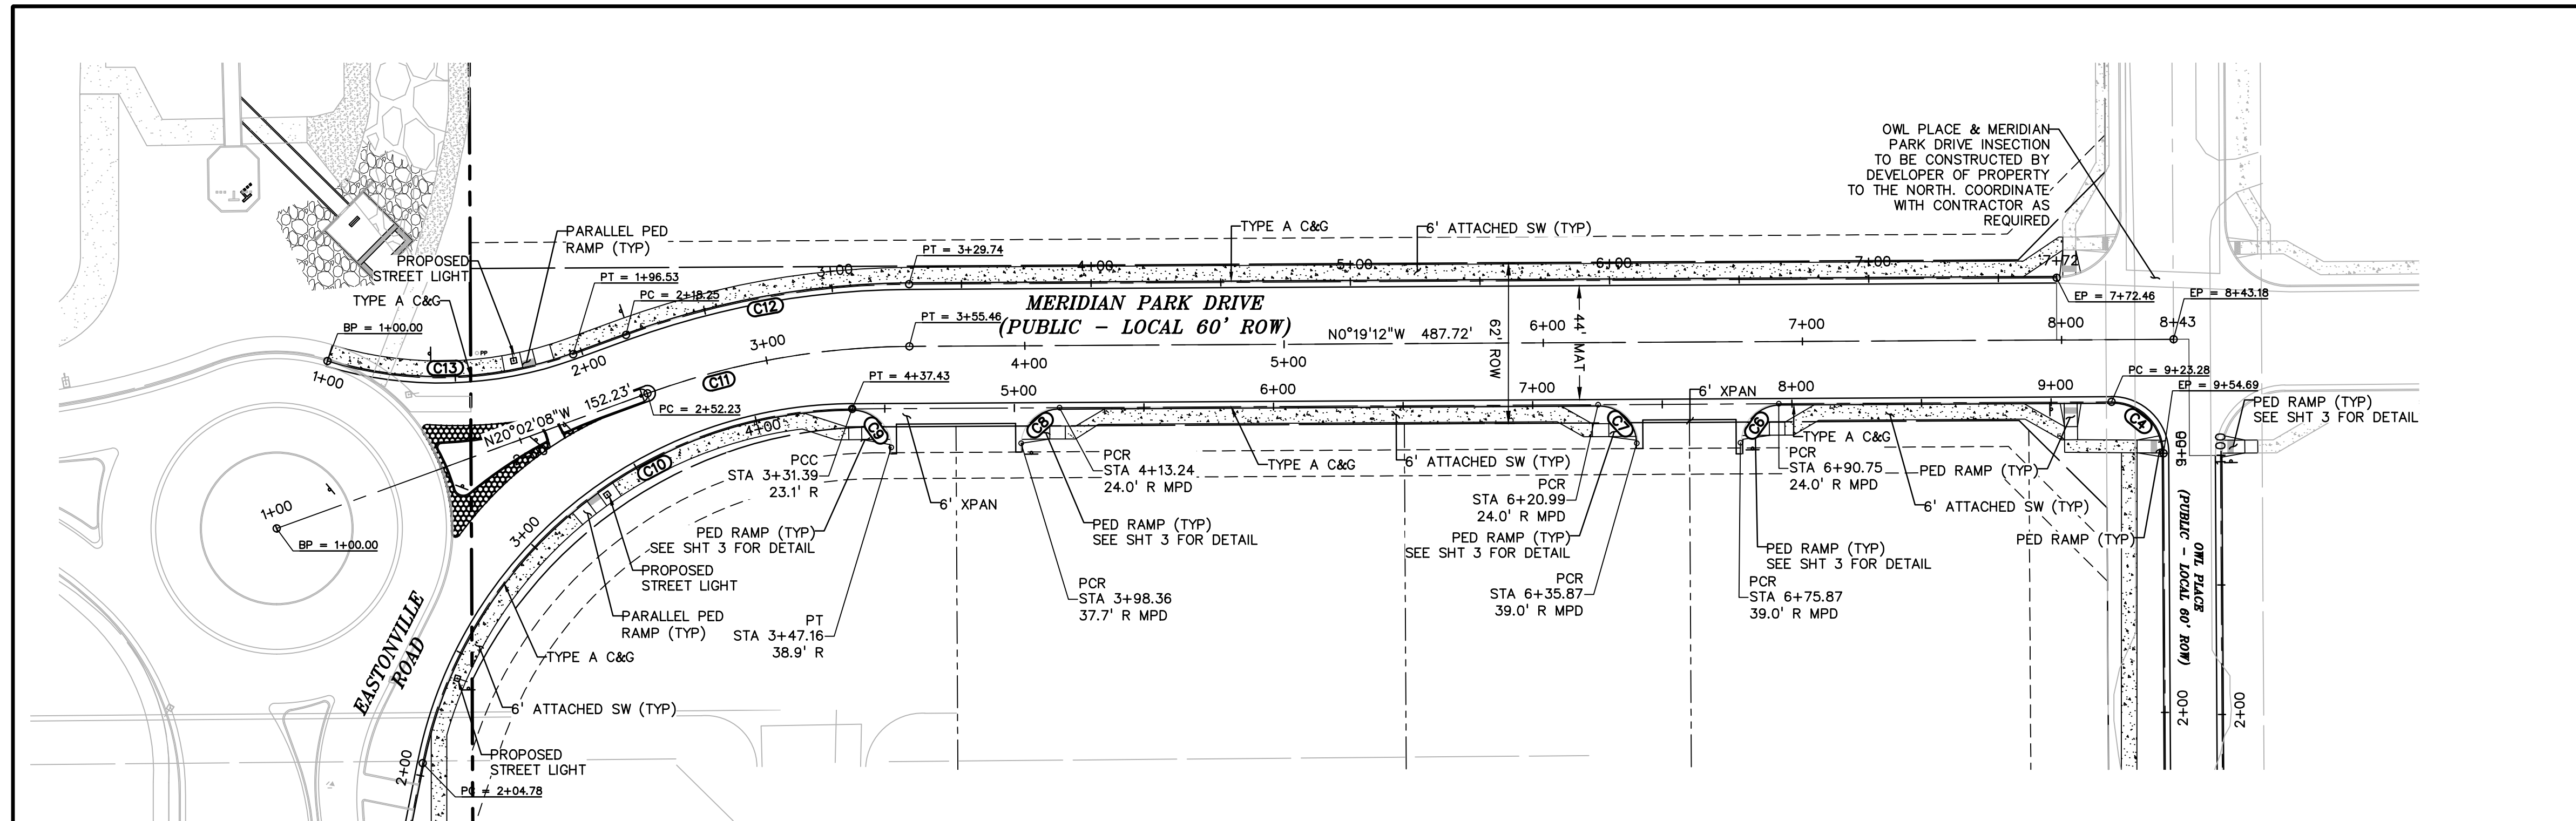 OWL PLACE & MERIDIAN
PARK DRIVE INSECTION
TO BE CONSTRUCTED BY
DEVELOPER OF PROPERTY
TO THE NORTH. COORDINATE
WITH CONTRACTOR AS
REQUIRED
PARALLEL PED
RAMP (TYP)
TYPE A C&G
6' ATTACHED SW (TYP)
PROPOSED
STREET LIGHT
TYPE A C&G
PT = 1+96.53
PC = 2+18.25
PT = 3+29.74
3+00
4+00
5+00
6+00
7+00
7+72
BP = 1+00.00
1+00
C13
PP
2+00
C12
MERIDIAN PARK DRIVE
(PUBLIC - LOCAL 60' ROW)
PT = 3+55.46
N0°19'12"W 487.72'
62' ROW
44' MAT
EP = 7+72.46
EP = 8+43.18
3+00
4+00
5+00
6+00
7+00
8+00
8+43
C11
N20°02'08"W 152.23'
PC = 2+52.23
PT = 4+37.43
4+00
5+00
6+00
7+00
8+00
9+00
6' XPAN
PC = 9+23.28
EP = 9+54.69
PED RAMP (TYP)
SEE SHT 3 FOR DETAIL
C9
C8
C7
C6
C4
C10
PCC
STA 3+31.39
23.1' R
6' XPAN
PCR
STA 4+13.24
24.0' R MPD
TYPE A C&G
6' ATTACHED SW (TYP)
PCR
STA 6+20.99
24.0' R MPD
TYPE A C&G
PCR
STA 6+90.75
24.0' R MPD
PED RAMP (TYP)
6' ATTACHED SW (TYP)
PED RAMP (TYP)
9+55
1+00
1+00
BP = 1+00.00
3+00
PED RAMP (TYP)
SEE SHT 3 FOR DETAIL
PED RAMP (TYP)
SEE SHT 3 FOR DETAIL
PED RAMP (TYP)
SEE SHT 3 FOR DETAIL
PED RAMP (TYP)
SEE SHT 3 FOR DETAIL
PROPOSED
STREET LIGHT
PARALLEL PED
RAMP (TYP)
PT
STA 3+47.16
38.9' R
PCR
STA 3+98.36
37.7' R MPD
PCR
STA 6+35.87
39.0' R MPD
PCR
STA 6+75.87
39.0' R MPD
OWL PLACE
(PUBLIC - LOCAL 60' ROW)
EASTONVILLE
ROAD
TYPE A C&G
6' ATTACHED SW (TYP)
PROPOSED
STREET LIGHT
2+00
PC = 2+04.78
2+00
2+00